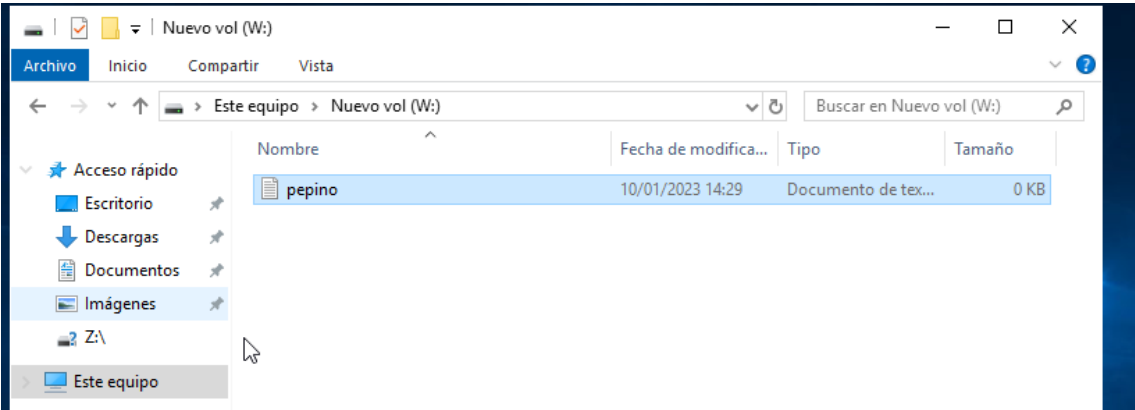 Nuevo vol (W:)
Archivo Inicio Compartir Vista
Este equipo > Nuevo vol (W:) Buscar en Nuevo vol (W:)
Nombre Fecha de modifica... Tipo Tamaño
Acceso rápido
pepino 10/01/2023 14:29 Documento de tex... 0 KB
Escritorio
Descargas
Documentos
Imágenes
Z:\
Este equipo